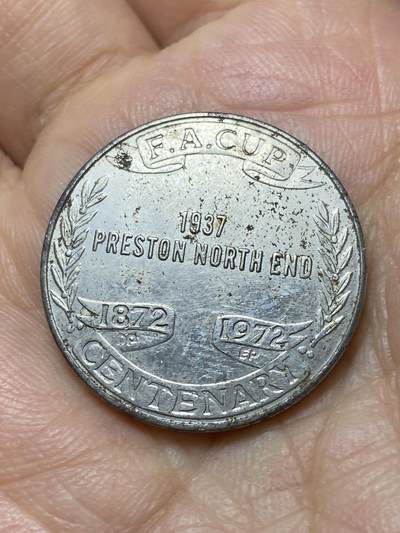 F.A.CUP
1937
PRESTON NORTH END
1872 1972
CENTENARY